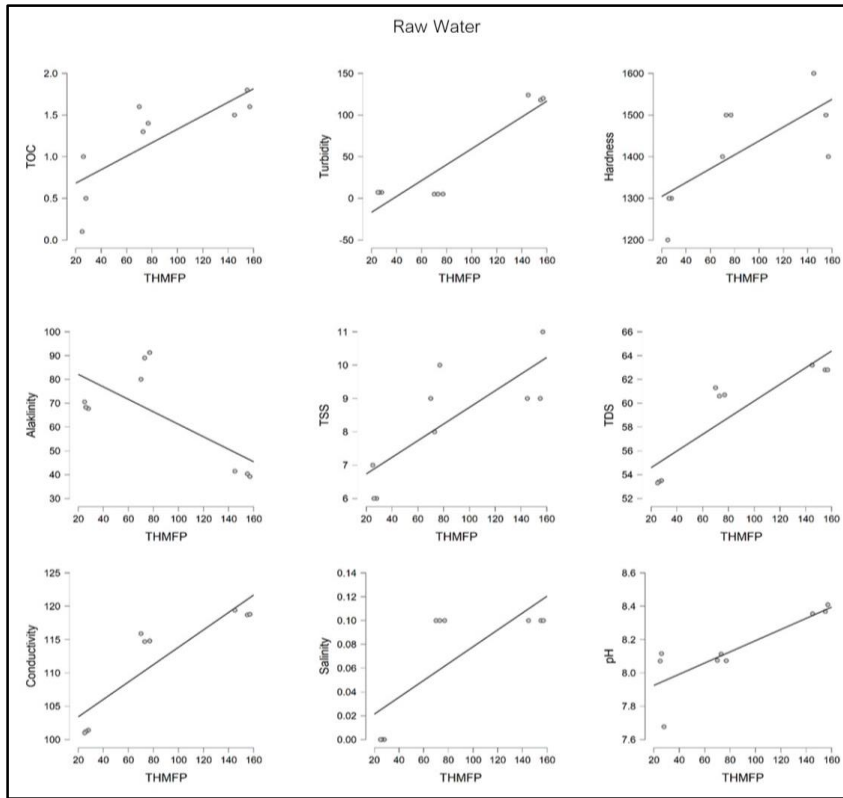 Raw Water
2.0
1.5
1.0
0.5
0.0
TOC
20 40 60 80 100 120 140 160
THMFP
150
100
50
0
-50
Turbidity
20 40 60 80 100 120 140 160
THMFP
1600
1500
1400
1300
1200
Hardness
20 40 60 80 100 120 140 160
THMFP
100
90
80
70
60
50
40
30
Alaklinity
20 40 60 80 100 120 140 160
THMFP
11
10
9
8
7
6
TSS
20 40 60 80 100 120 140 160
THMFP
66
64
62
60
58
56
54
52
TDS
20 40 60 80 100 120 140 160
THMFP
125
120
115
110
105
100
Conductivity
20 40 60 80 100 120 140 160
THMFP
0.14
0.12
0.10
0.08
0.06
0.04
0.02
0.00
Salinity
20 40 60 80 100 120 140 160
THMFP
8.6
8.4
8.2
8.0
7.8
7.6
pH
20 40 60 80 100 120 140 160
THMFP